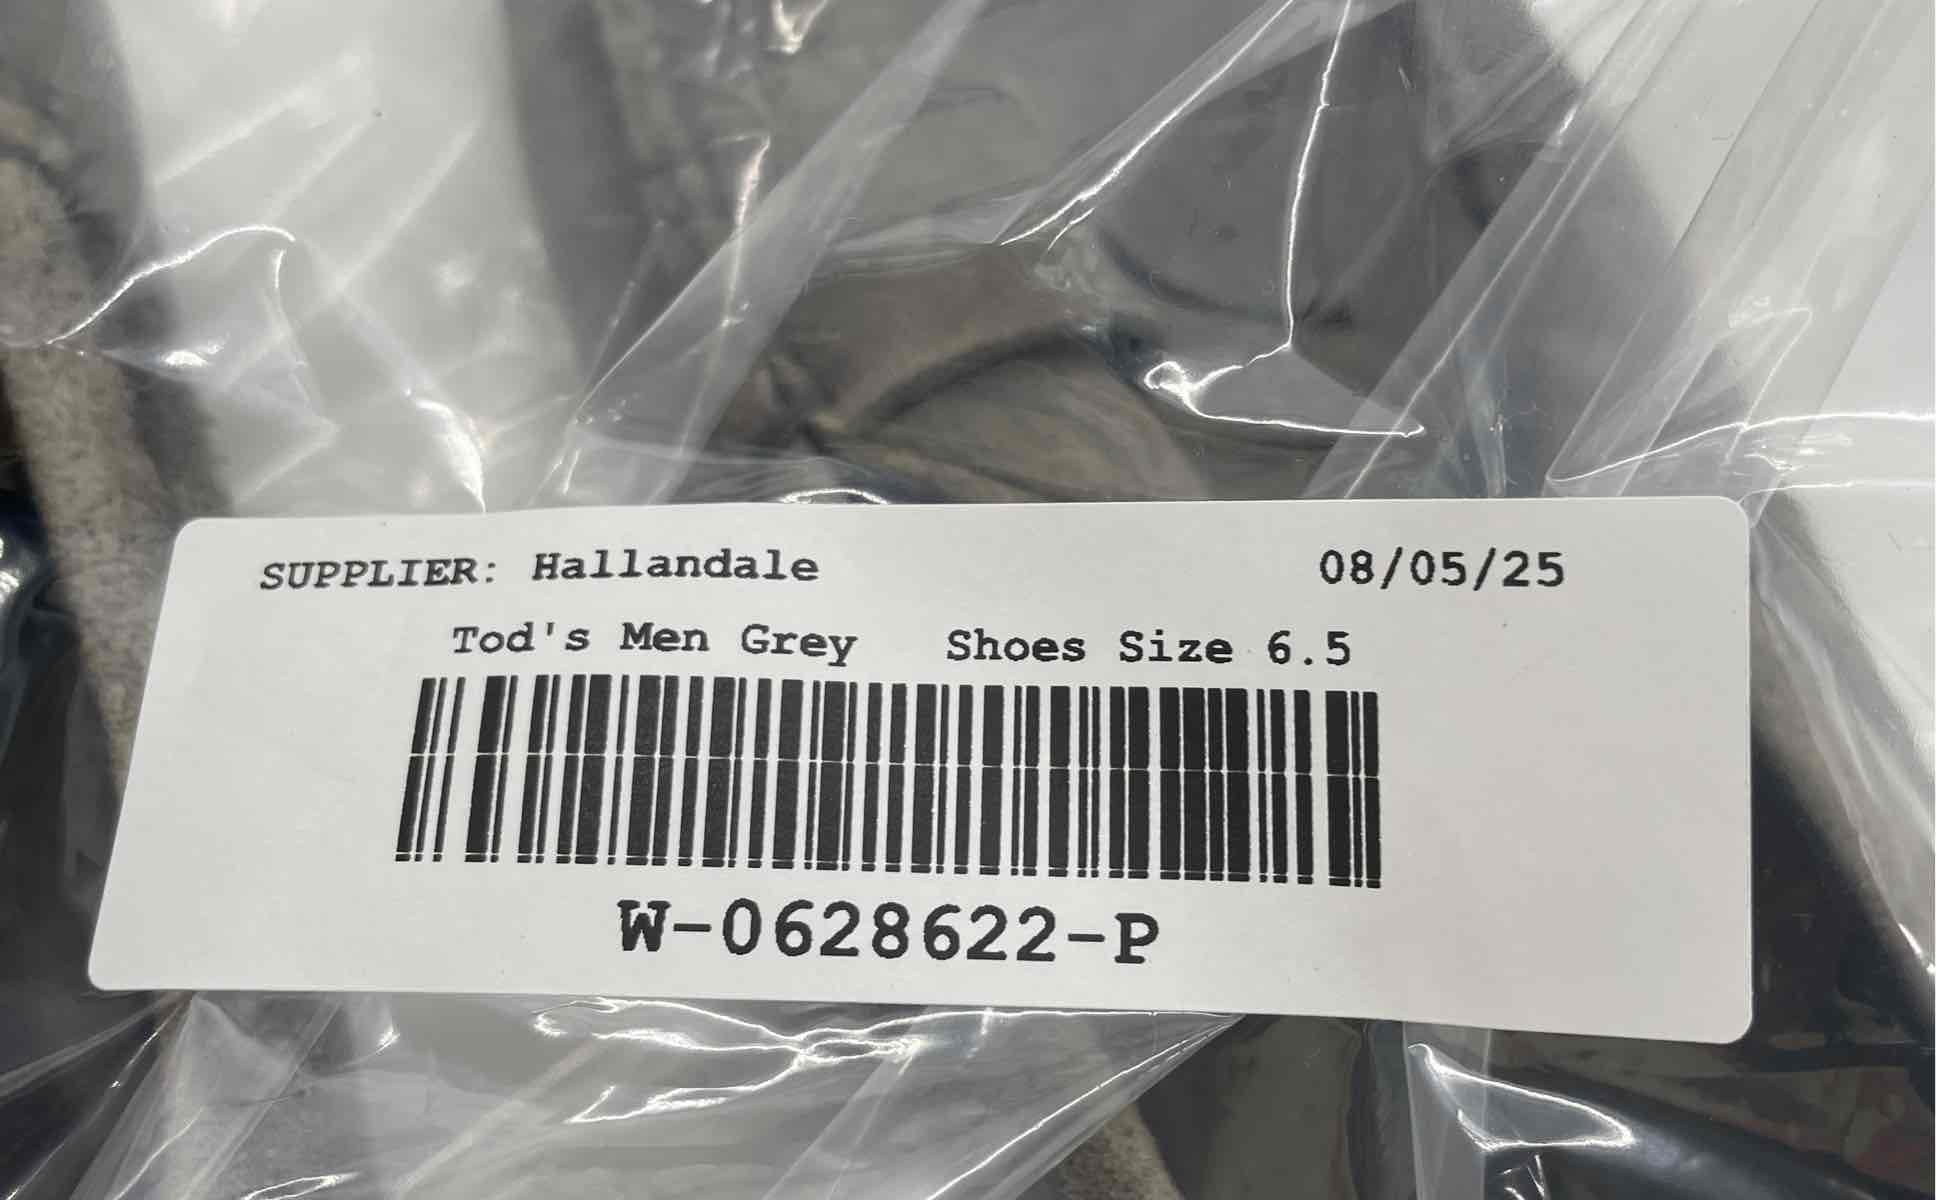 SUPPLIER: Hallandale 08/05/25
Tod's Men Grey Shoes Size 6.5
W-0628622-P